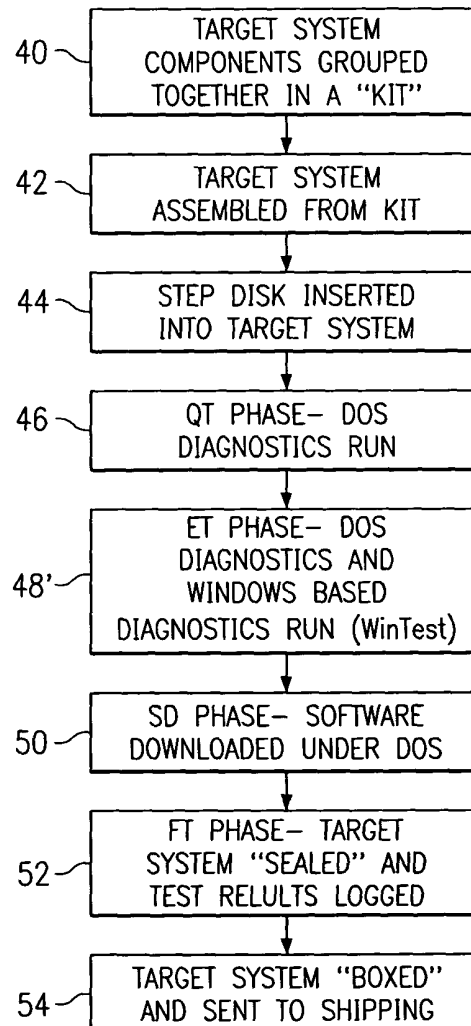 40
TARGET SYSTEM
COMPONENTS GROUPED
TOGETHER IN A "KIT"
42
TARGET SYSTEM
ASSEMBLED FROM KIT
44
STEP DISK INSERTED
INTO TARGET SYSTEM
46
QT PHASE– DOS
DIAGNOSTICS RUN
48'
ET PHASE– DOS
DIAGNOSTICS AND
WINDOWS BASED
DIAGNOSTICS RUN (WinTest)
50
SD PHASE– SOFTWARE
DOWNLOADED UNDER DOS
52
FT PHASE– TARGET
SYSTEM "SEALED" AND
TEST RELULTS LOGGED
54
TARGET SYSTEM "BOXED"
AND SENT TO SHIPPING